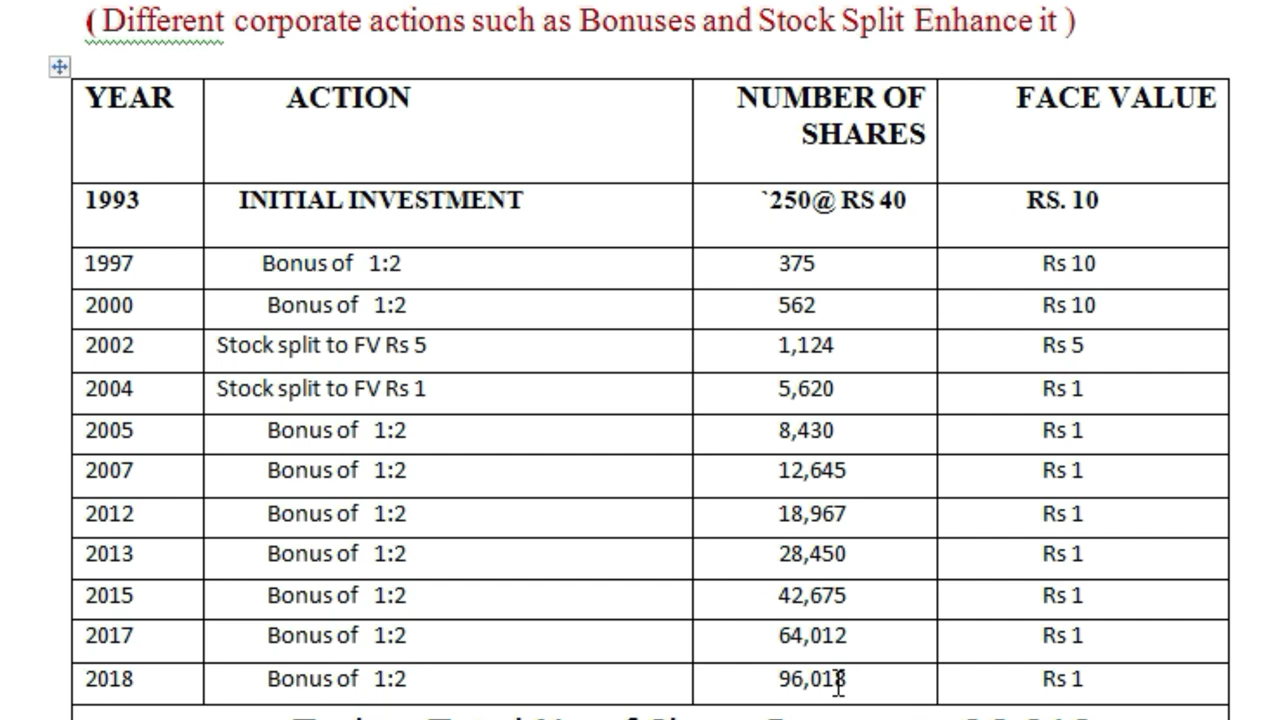 ( Different corporate actions such as Bonuses and Stock Split Enhance it )
YEAR ACTION NUMBER OF SHARES FACE VALUE
1993 INITIAL INVESTMENT `250@ RS 40 RS. 10
1997 Bonus of 1:2 375 Rs 10
2000 Bonus of 1:2 562 Rs 10
2002 Stock split to FV Rs 5 1,124 Rs 5
2004 Stock split to FV Rs 1 5,620 Rs 1
2005 Bonus of 1:2 8,430 Rs 1
2007 Bonus of 1:2 12,645 Rs 1
2012 Bonus of 1:2 18,967 Rs 1
2013 Bonus of 1:2 28,450 Rs 1
2015 Bonus of 1:2 42,675 Rs 1
2017 Bonus of 1:2 64,012 Rs 1
2018 Bonus of 1:2 96,018 Rs 1